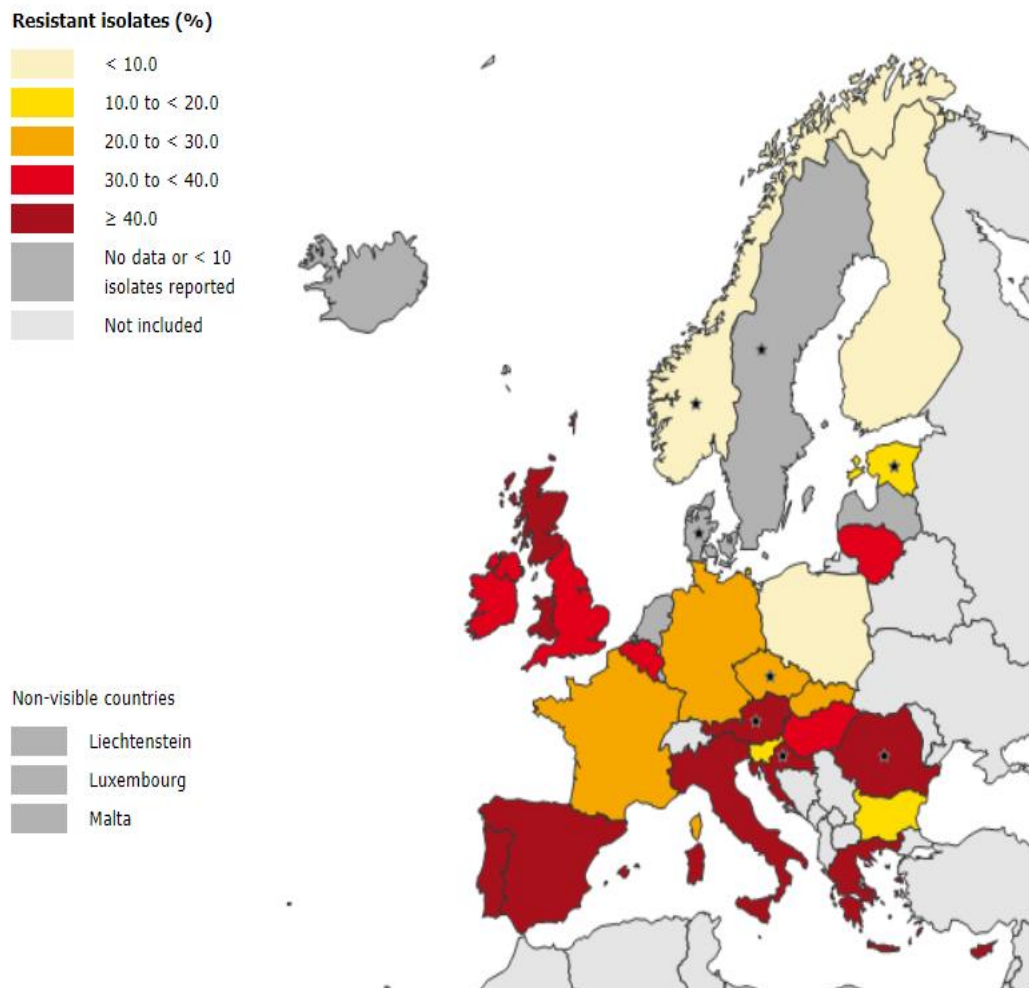 Resistant isolates (%)
< 10.0
10.0 to < 20.0
20.0 to < 30.0
30.0 to < 40.0
≥ 40.0
No data or < 10
isolates reported
Not included
Non-visible countries
Liechtenstein
Luxembourg
Malta